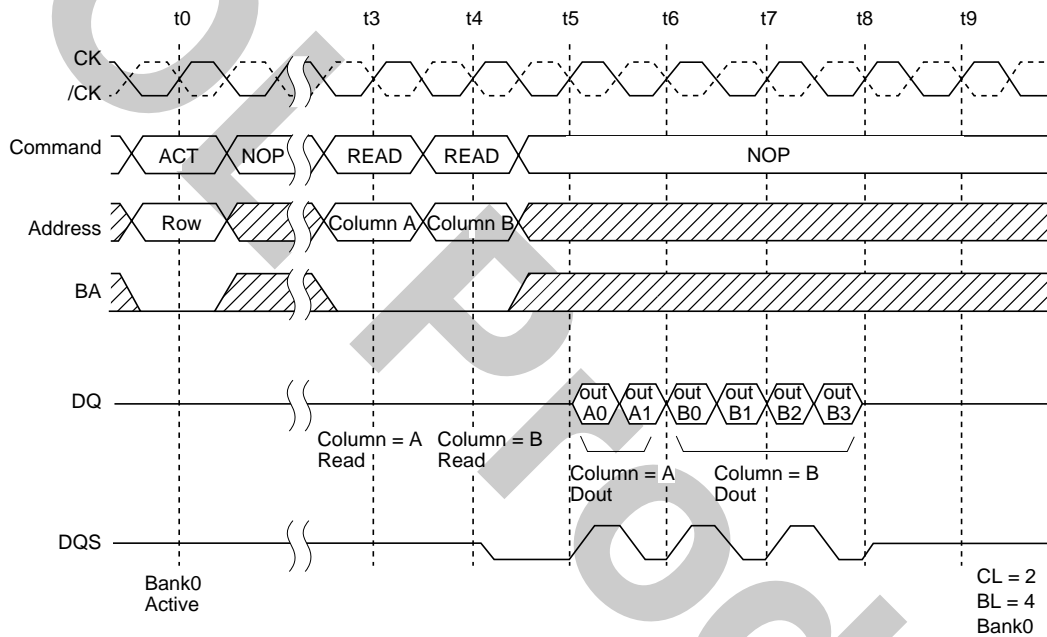 t0 t3 t4 t5 t6 t7 t8 t9
CK
/CK
Command ACT NOP READ READ NOP
Address Row Column A Column B
BA
DQ out A0 out A1 out B0 out B1 out B2 out B3
Column = A Column = B
Read Read
Column = A Column = B
Dout Dout
DQS
Bank0
Active
CL = 2
BL = 4
Bank0